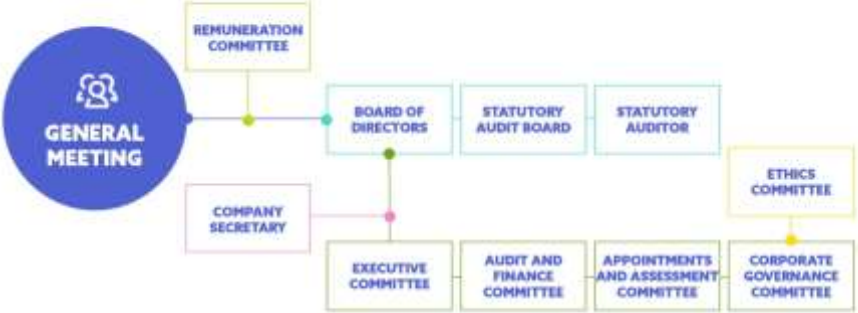 REMUNERATION
COMMITTEE
GENERAL
MEETING
BOARD OF
DIRECTORS
STATUTORY
AUDIT BOARD
STATUTORY
AUDITOR
ETHICS
COMMITTEE
COMPANY
SECRETARY
EXECUTIVE
COMMITTEE
AUDIT AND
FINANCE
COMMITTEE
APPOINTMENTS
AND ASSESSMENT
COMMITTEE
CORPORATE
GOVERNANCE
COMMITTEE